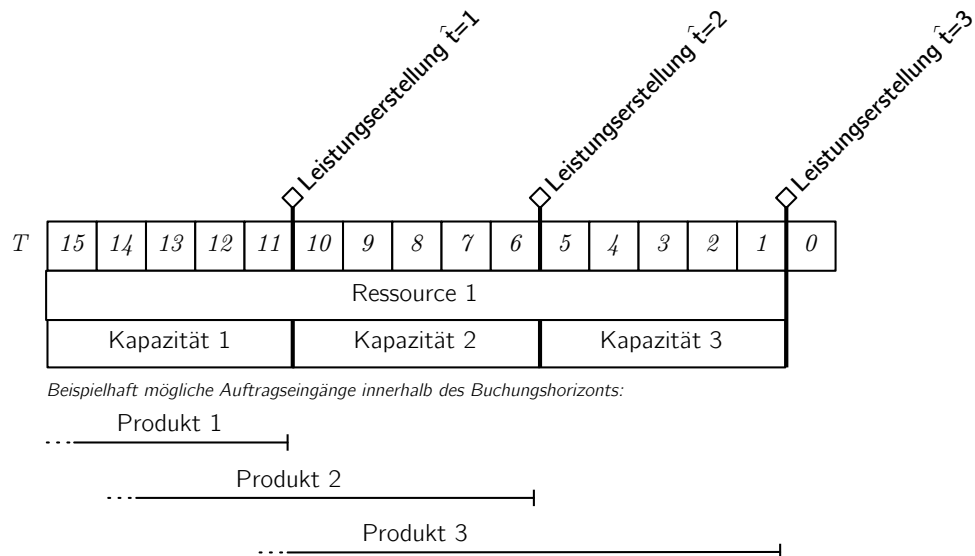 Leistungserstellung t̂=1
Leistungserstellung t̂=2
Leistungserstellung t̂=3
T 15 14 13 12 11 10 9 8 7 6 5 4 3 2 1 0
Ressource 1
Kapazität 1 Kapazität 2 Kapazität 3
Beispielhaft mögliche Auftragseingänge innerhalb des Buchungshorizonts:
Produkt 1
Produkt 2
Produkt 3